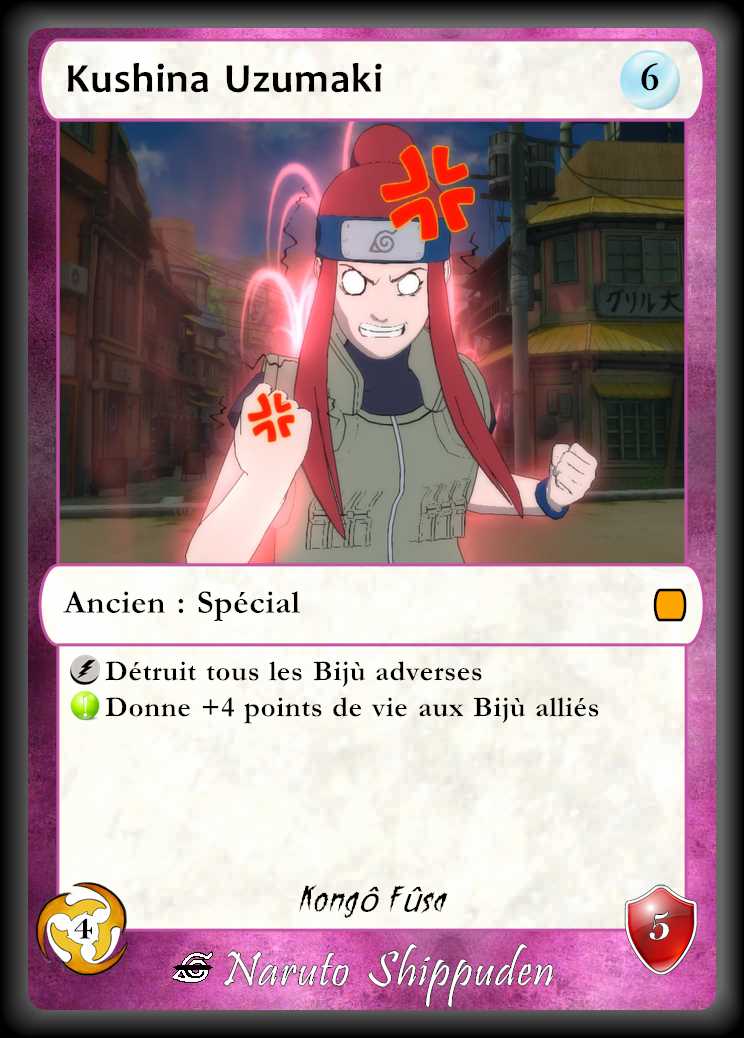 Kushina Uzumaki
6
グリル大
Ancien : Spécial
Détruit tous les Bijù adverses
Donne +4 points de vie aux Bijù alliés
Kongô Fûsa
4
5
Naruto Shippuden